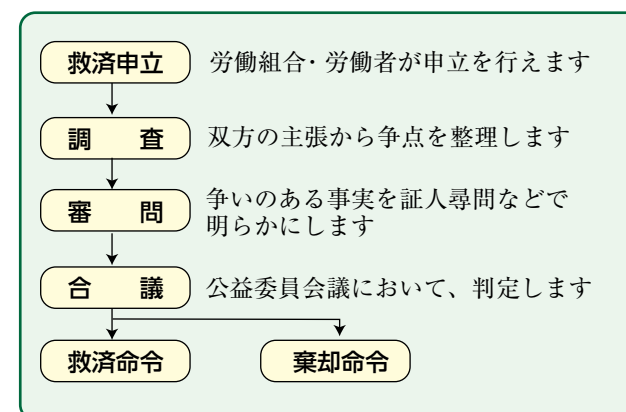 救済申立 労働組合・労働者が申立を行えます
調　査 双方の主張から争点を整理します
審　問 争いのある事実を証人尋問などで
明らかにします
合　議 公益委員会議において、判定します
救済命令 棄却命令